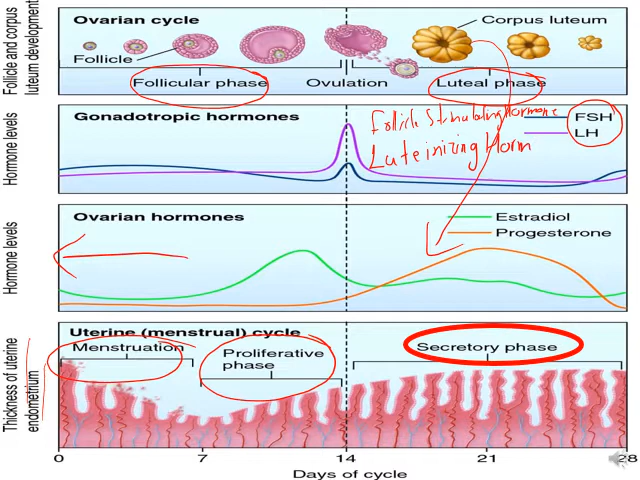 Ovarian cycle
Corpus luteum
Follicle
Follicular phase
Ovulation
Luteal phase
Follicle and corpus
luteum development
Gonadotropic hormones
Follicle Stimulating Hormone
Luteinizing Horm
FSH
LH
Hormone levels
Ovarian hormones
Estradiol
Progesterone
Hormone levels
Uterine (menstrual) cycle
Menstruation
Proliferative
phase
Secretory phase
Thickness of uterine
endometrium
0 7 14 21 28
Days of cycle